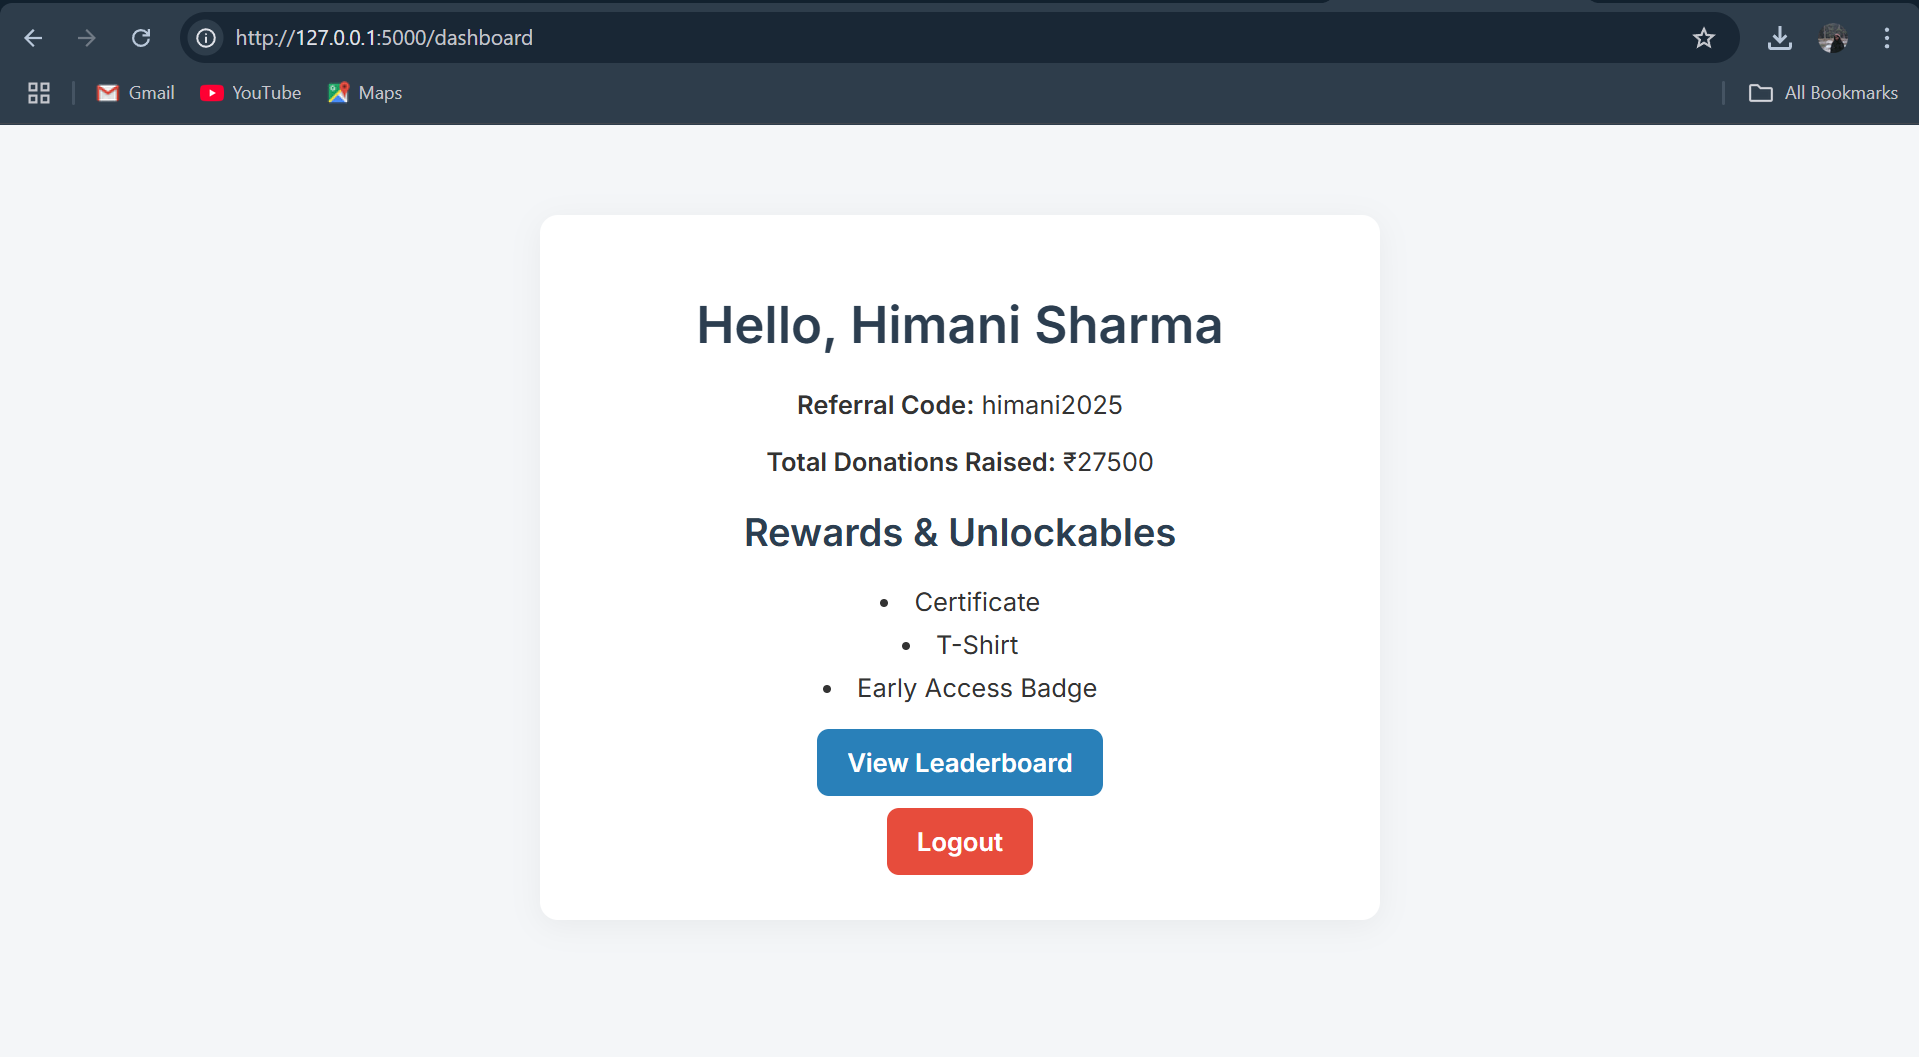 http://127.0.0.1:5000/dashboard
Gmail YouTube Maps All Bookmarks
Hello, Himani Sharma
Referral Code: himani2025
Total Donations Raised: ₹27500
Rewards & Unlockables
• Certificate
• T-Shirt
• Early Access Badge
View Leaderboard
Logout